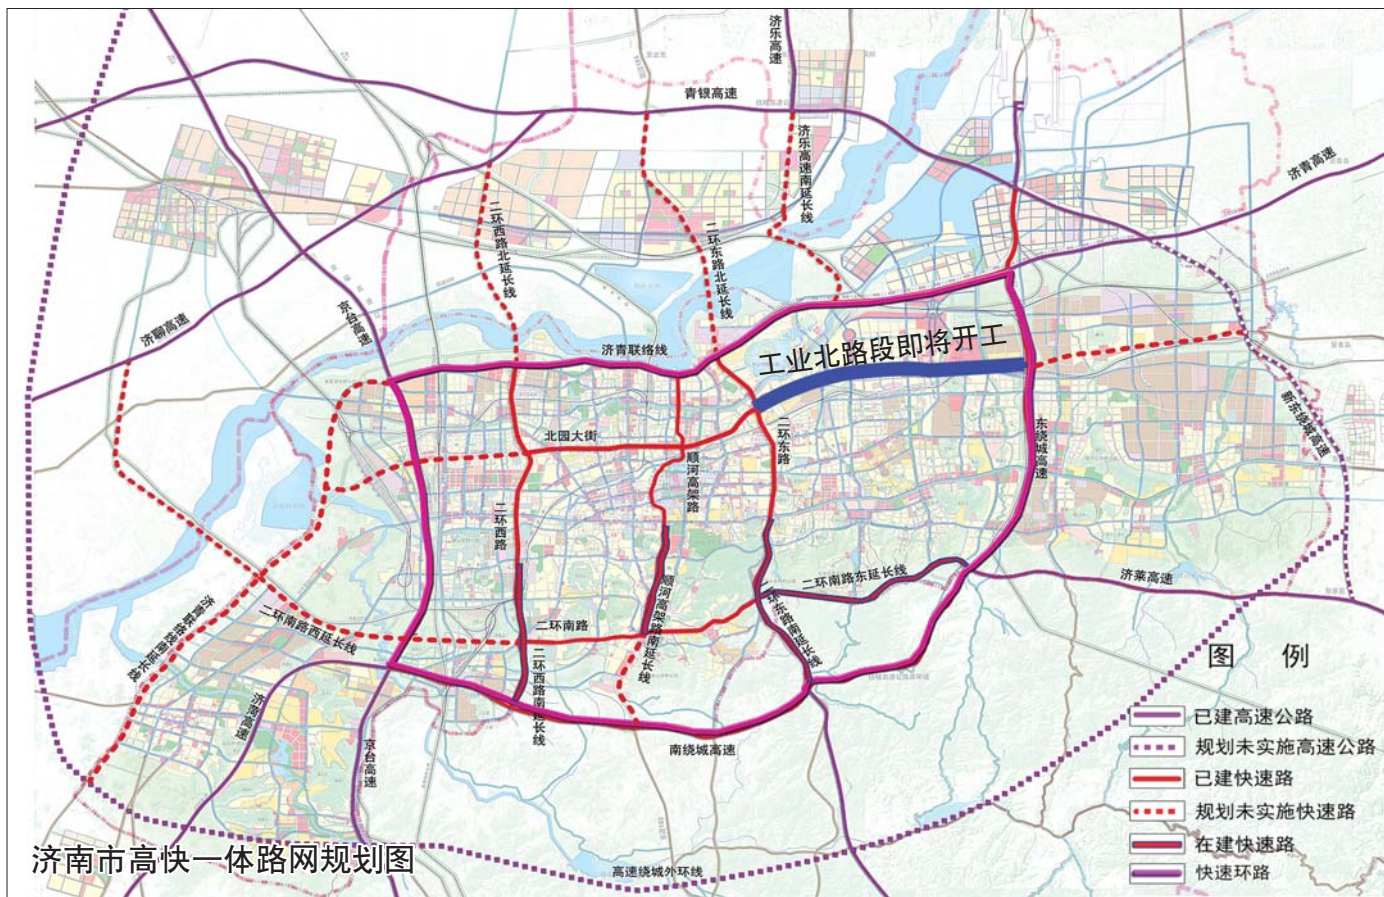 济乐高速
青银高速
济乐高速南延长线
济青高速
二环西路北延长线
二环东路北延长线
京台高速
济聊高速
济青联络线
工业北路段即将开工
新东绕城高速
东绕城高速
二环东路
北园大街
顺河高架路
二环西路
二环南路东延长线
济莱高速
顺河高架路南延长线
二环东路南延长线
济青联络线南延长线
二环南路西延长线
二环南路
二环西路南延长线
济菏高速
京台高速
南绕城高速
高速绕城外环线
图 例
已建高速公路
规划未实施高速公路
已建快速路
规划未实施快速路
在建快速路
快速环路
济南市高快一体路网规划图